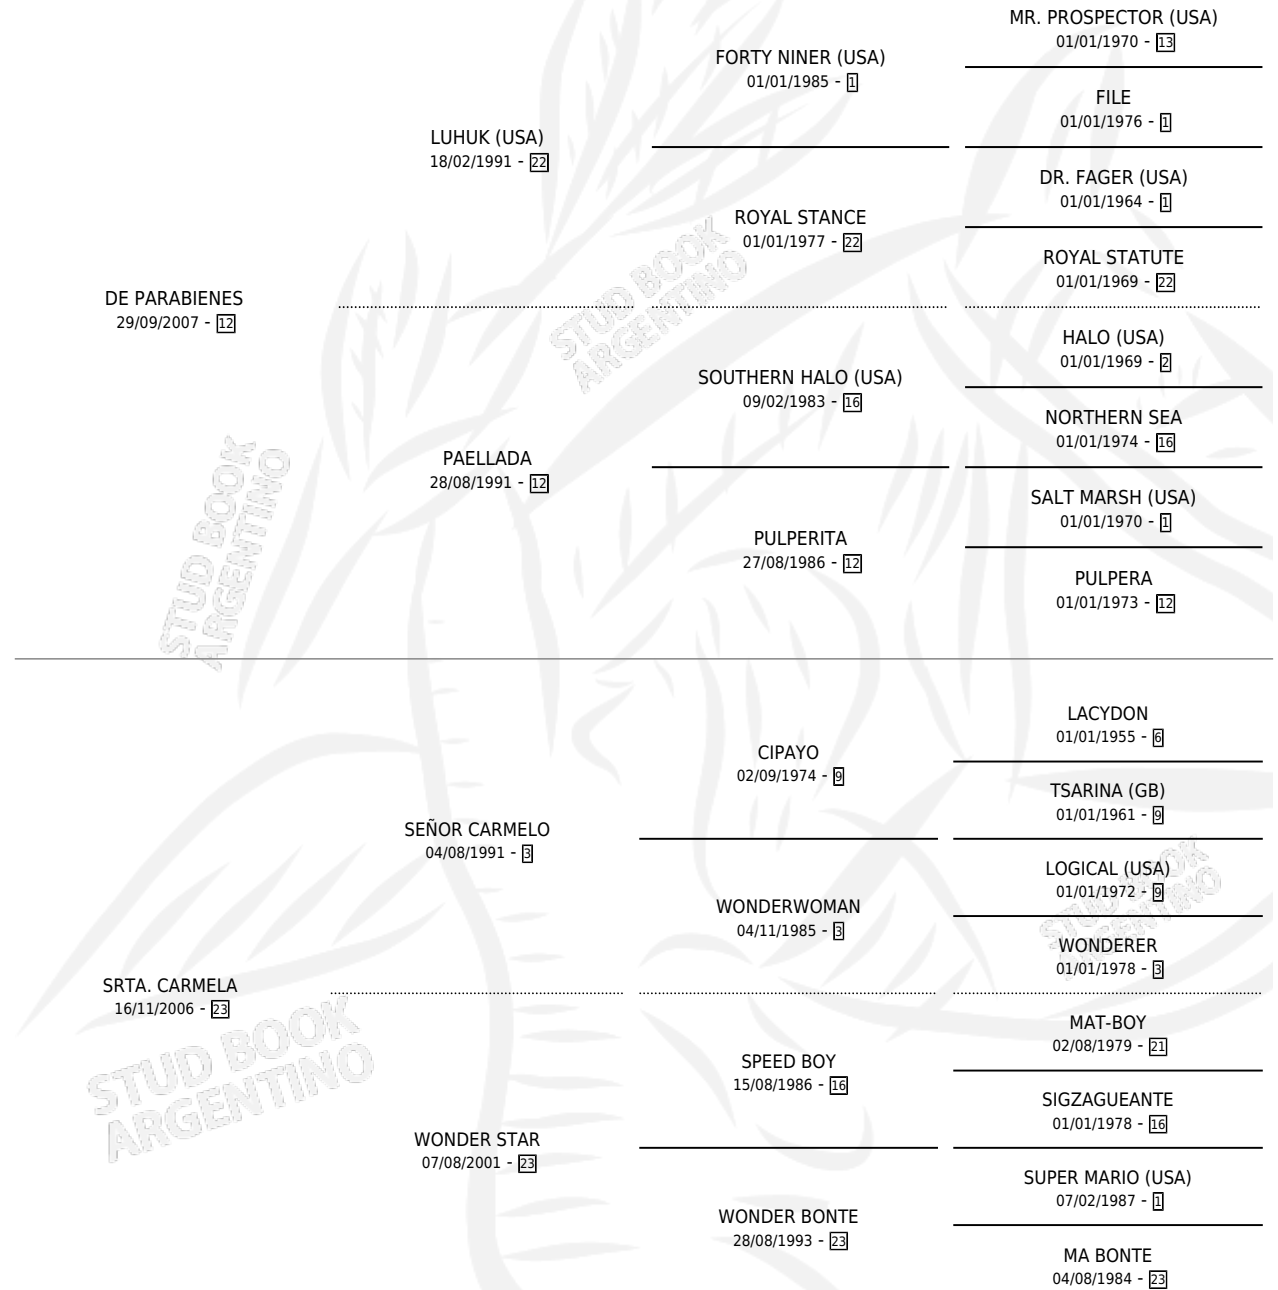 MR. PROSPECTOR (USA)
01/01/1970 - 13
FORTY NINER (USA)
01/01/1985 - 1
FILE
01/01/1976 - 1
LUHUK (USA)
18/02/1991 - 22
DR. FAGER (USA)
01/01/1964 - 1
ROYAL STANCE
01/01/1977 - 22
ROYAL STATUTE
01/01/1969 - 22
DE PARABIENES
29/09/2007 - 12
HALO (USA)
01/01/1969 - 2
SOUTHERN HALO (USA)
09/02/1983 - 16
NORTHERN SEA
01/01/1974 - 16
PAELLADA
28/08/1991 - 12
SALT MARSH (USA)
01/01/1970 - 1
PULPERITA
27/08/1986 - 12
PULPERA
01/01/1973 - 12
LACYDON
01/01/1955 - 6
CIPAYO
02/09/1974 - 9
TSARINA (GB)
01/01/1961 - 9
SEÑOR CARMELO
04/08/1991 - 3
LOGICAL (USA)
01/01/1972 - 9
WONDERWOMAN
04/11/1985 - 3
WONDERER
01/01/1978 - 3
SRTA. CARMELA
16/11/2006 - 23
MAT-BOY
02/08/1979 - 21
SPEED BOY
15/08/1986 - 16
SIGZAGUEANTE
01/01/1978 - 16
WONDER STAR
07/08/2001 - 23
SUPER MARIO (USA)
07/02/1987 - 1
WONDER BONTE
28/08/1993 - 23
MA BONTE
04/08/1984 - 23
STUD BOOK
ARGENTINO
STUD BOOK
ARGENTINO
STUD BOOK
ARGENTINO
STUD BOOK
ARGENTINO